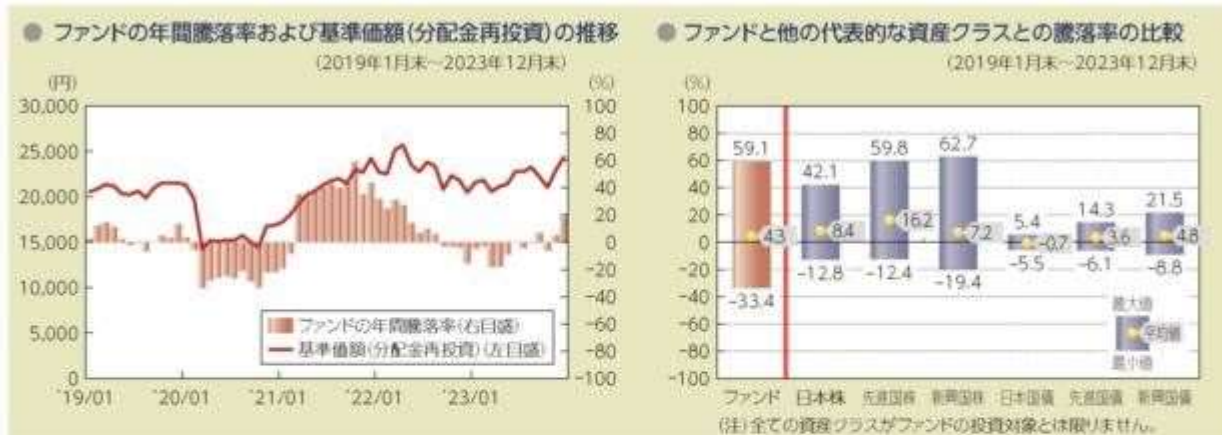 ● ファンドの年間騰落率および基準価額(分配金再投資)の推移
(2019年1月末～2023年12月末)
(円)
(%)
30,000
25,000
20,000
15,000
10,000
5,000
0
100
80
60
40
20
0
-20
-40
-60
-80
-100
ファンドの年間騰落率(右目盛)
基準価額(分配金再投資)(左目盛)
'19/01 '20/01 '21/01 '22/01 '23/01
● ファンドと他の代表的な資産クラスとの騰落率の比較
(2019年1月末～2023年12月末)
(%)
100
80
60
40
20
0
-20
-40
-60
-80
-100
59.1 42.1 59.8 62.7 5.4 14.3 21.5
4.3 8.4 16.2 7.2 -0.7 3.6 4.8
-33.4 -12.8 -12.4 -19.4 -5.5 -6.1 -8.8
最大値
平均値
最小値
ファンド 日本株 先進国株 新興国株 日本国債 先進国債 新興国債
(注)全ての資産クラスがファンドの投資対象とは限りません。